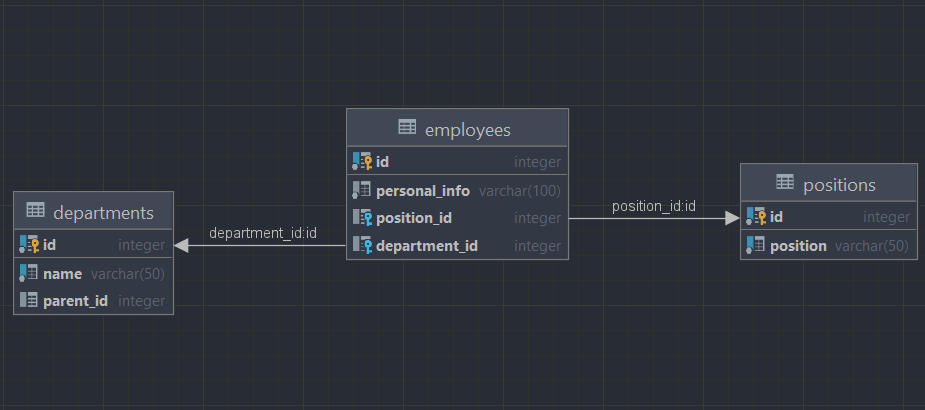 departments
id integer
name varchar(50)
parent_id integer
department_id:id
employees
id integer
personal_info varchar(100)
position_id integer
department_id integer
position_id:id
positions
id integer
position varchar(50)